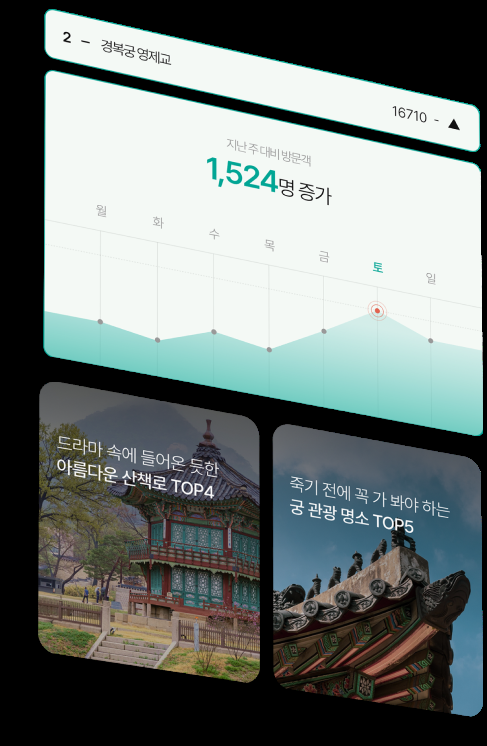 2 – 경복궁 영제교
16710 - ▲
지난 주 대비 방문객
1,524명 증가
월 화 수 목 금 토 일
드라마 속에 들어온 듯한
아름다운 산책로 TOP4
죽기 전에 꼭 가 봐야 하는
궁 관광 명소 TOP5